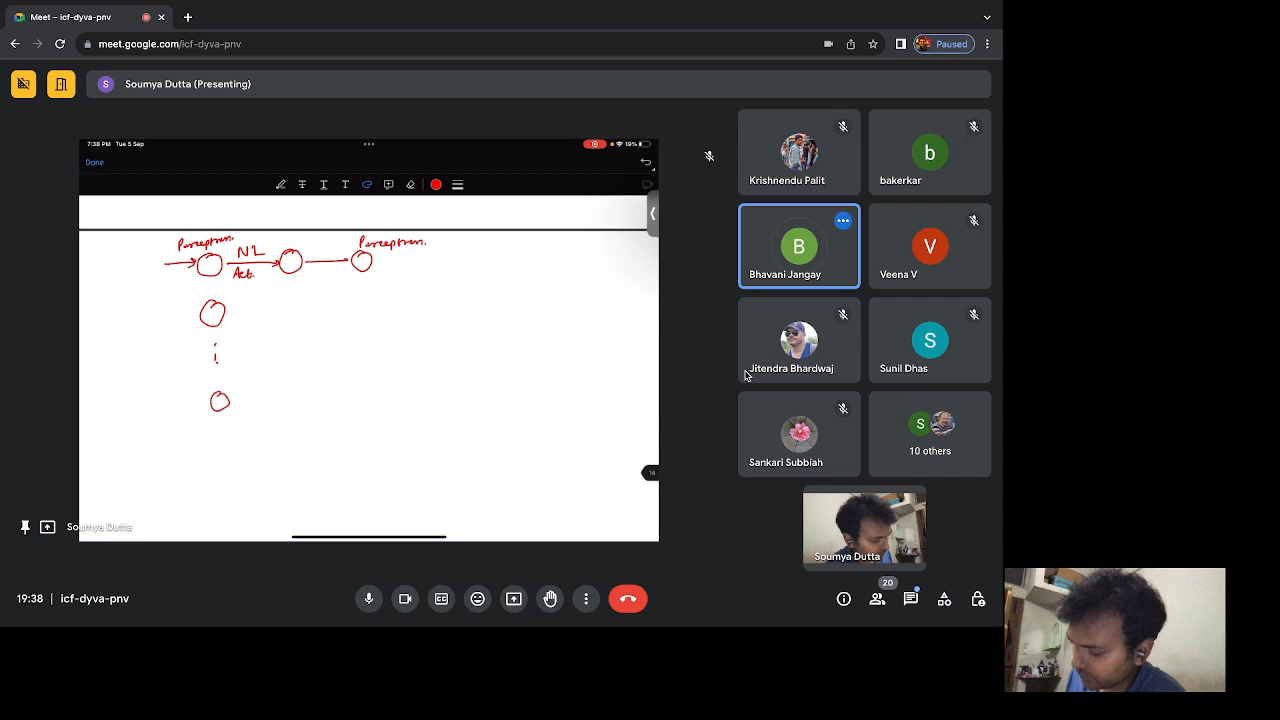 Meet – icf-dyva-pnv
meet.google.com/icf-dyva-pnv
Paused
S
Soumya Dutta (Presenting)
7:38 PM Tue 5 Sep
19%
Done
T T T
Perceptron.
NL
Act.
Perceptron.
14
Krishnendu Palit
b
bakerkar
B
Bhavani Jangay
V
Veena V
Jitendra Bhardwaj
S
Sunil Dhas
Sankari Subbiah
S
10 others
Soumya Dutta
Soumya Dutta
20
19:38 | icf-dyva-pnv